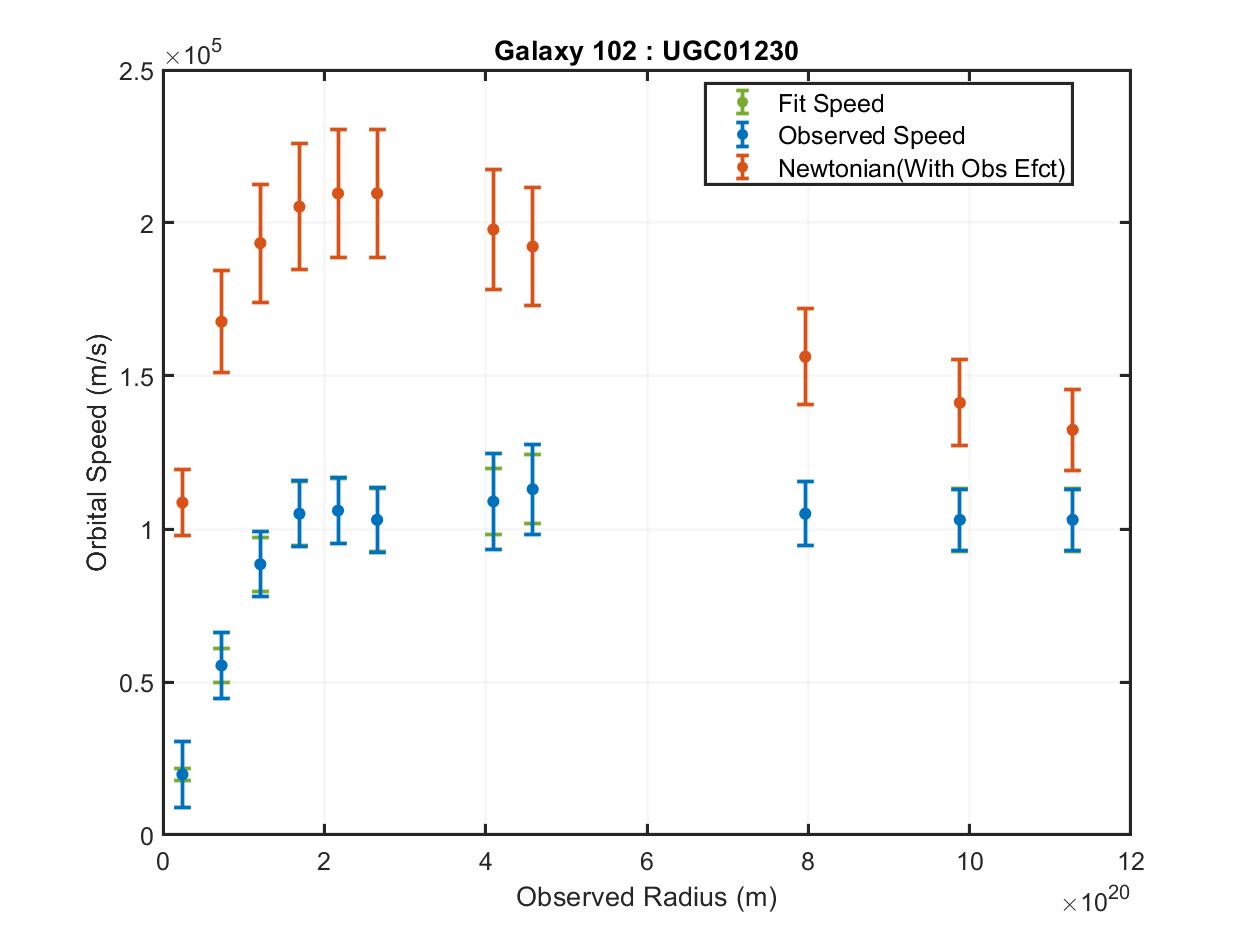 Galaxy 102 : UGC01230
×10^5
2.5
2
1.5
1
0.5
0
Orbital Speed (m/s)
Fit Speed
Observed Speed
Newtonian(With Obs Efct)
0 2 4 6 8 10 12
Observed Radius (m)
×10^20